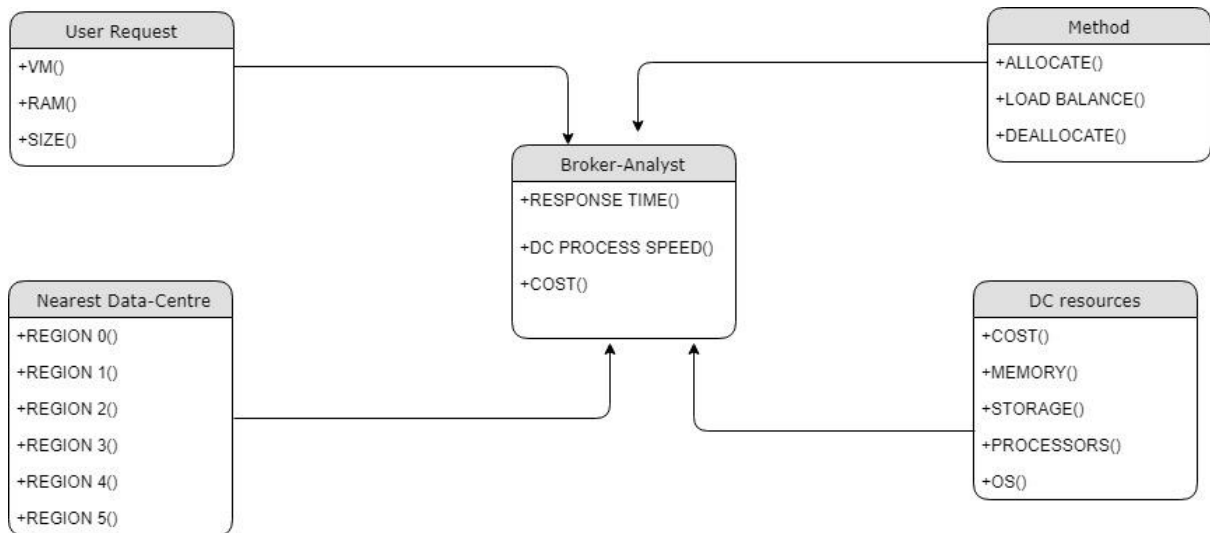 User Request
+VM()
+RAM()
+SIZE()
Method
+ALLOCATE()
+LOAD BALANCE()
+DEALLOCATE()
Broker-Analyst
+RESPONSE TIME()
+DC PROCESS SPEED()
+COST()
Nearest Data-Centre
+REGION 0()
+REGION 1()
+REGION 2()
+REGION 3()
+REGION 4()
+REGION 5()
DC resources
+COST()
+MEMORY()
+STORAGE()
+PROCESSORS()
+OS()